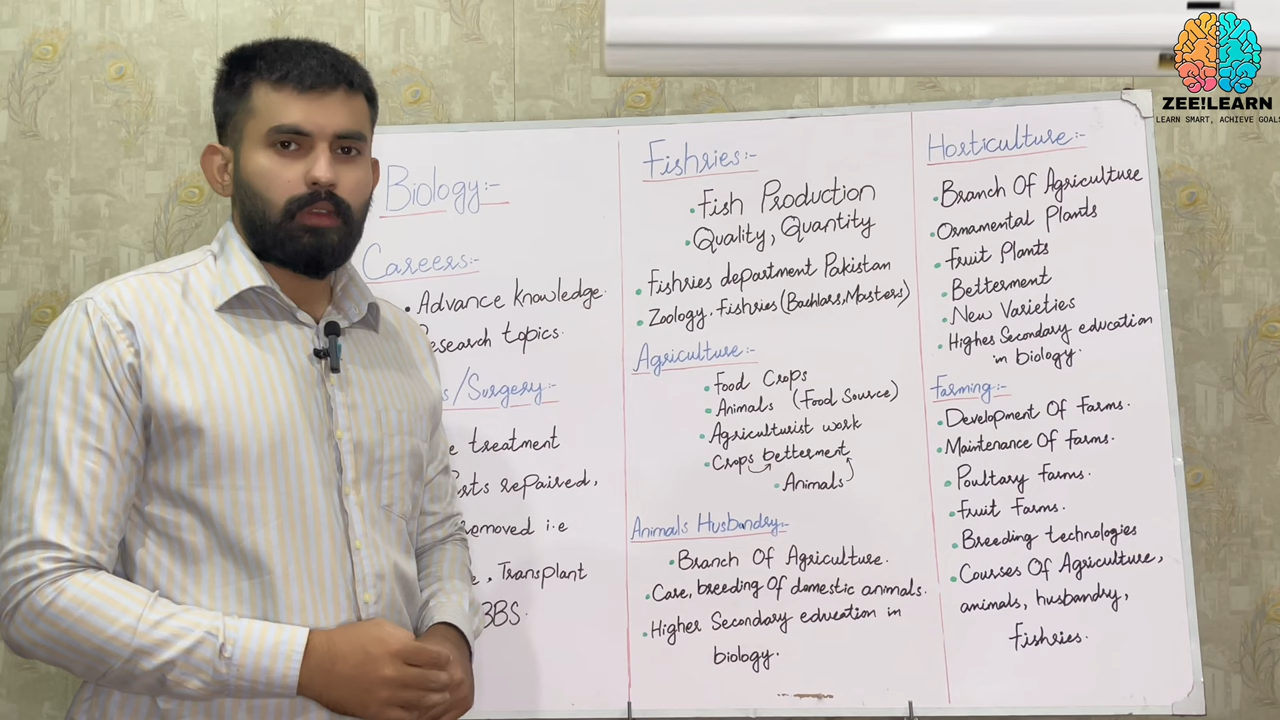 ZEE!LEARN
LEARN SMART, ACHIEVE GOALS
Biology:-
Careers:-
Advance knowledge.
Research topics.
/Surgery:-
treatment
repaired,
removed i.e
, Transplant
Fishries:-
Fish Production
Quality, Quantity
Fishries department Pakistan
Zoology. Fishries (Bachlars, Masters)
Agriculture:-
Food Crops
Animals (Food Source)
Agriculturist work
Crops betterment
Animals
Animals Husbandry:-
Branch Of Agriculture.
Care, breeding Of domestic animals.
Higher Secondary education in
biology.
Horticulture:-
Branch Of Agriculture
Ornamental Plants
Fruit Plants
Betterment
New Varieties
Highes Secondary education
in biology.
Farming:-
Development Of Farms.
Maintenance Of Farms.
Poultary Farms.
Fruit Farms.
Breeding technologies
Courses Of Agriculture,
animals, husbandry,
Fishries.